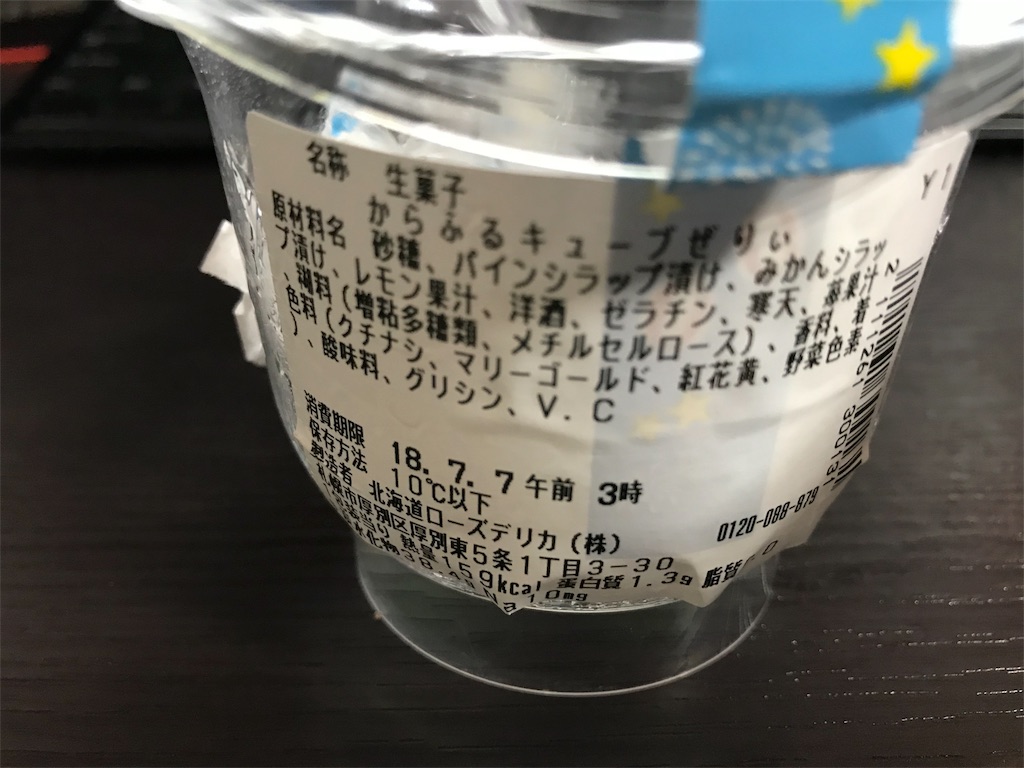 名称 生菓子
からふるキューブぜりぃ
原材料名 砂糖、パインシラップ漬け、みかんシラッ
プ漬け、レモン果汁、洋酒、ゼラチン、寒天、苺果汁
、糊料(増粘多糖類、メチルセルロース)、香料、着
色料(クチナシ、マリーゴールド、紅花黄、野菜色素
)、酸味料、グリシン、V.C
消費期限 18.7.7午前 3時
保存方法 10℃以下
製造者 北海道ローズデリカ(株)
札幌市厚別区厚別東5条1丁目3-30
熱量159kcal 蛋白質1.3g 脂質
Na10mg
0120-088-879
300131